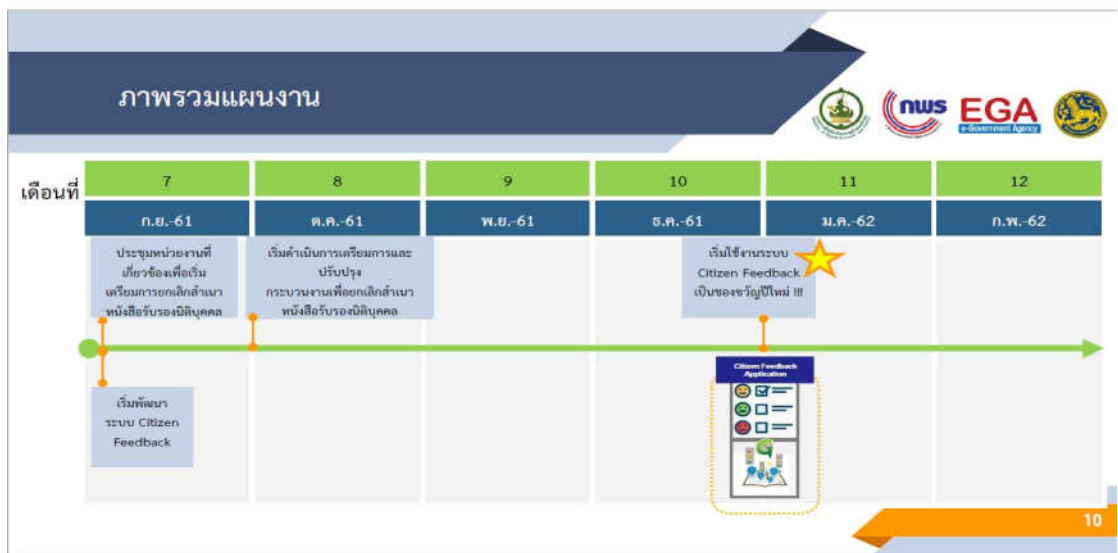 ภาพรวมแผนงาน
กพร
EGA
e-Government Agency
เดือนที่
7
8
9
10
11
12
ก.ย.-61
ต.ค.-61
พ.ย.-61
ธ.ค.-61
ม.ค.-62
ก.พ.-62
ประชุมหน่วยงานที่
เกี่ยวข้องเพื่อเริ่ม
เตรียมการยกเลิกสำเนา
หนังสือรับรองนิติบุคคล
เริ่มดำเนินการเตรียมการและ
ปรับปรุง
กระบวนงานเพื่อยกเลิกสำเนา
หนังสือรับรองนิติบุคคล
เริ่มใช้งานระบบ
Citizen Feedback
เป็นของขวัญปีใหม่ !!!
เริ่มพัฒนา
ระบบ Citizen
Feedback
Citizen Feedback
Application
10